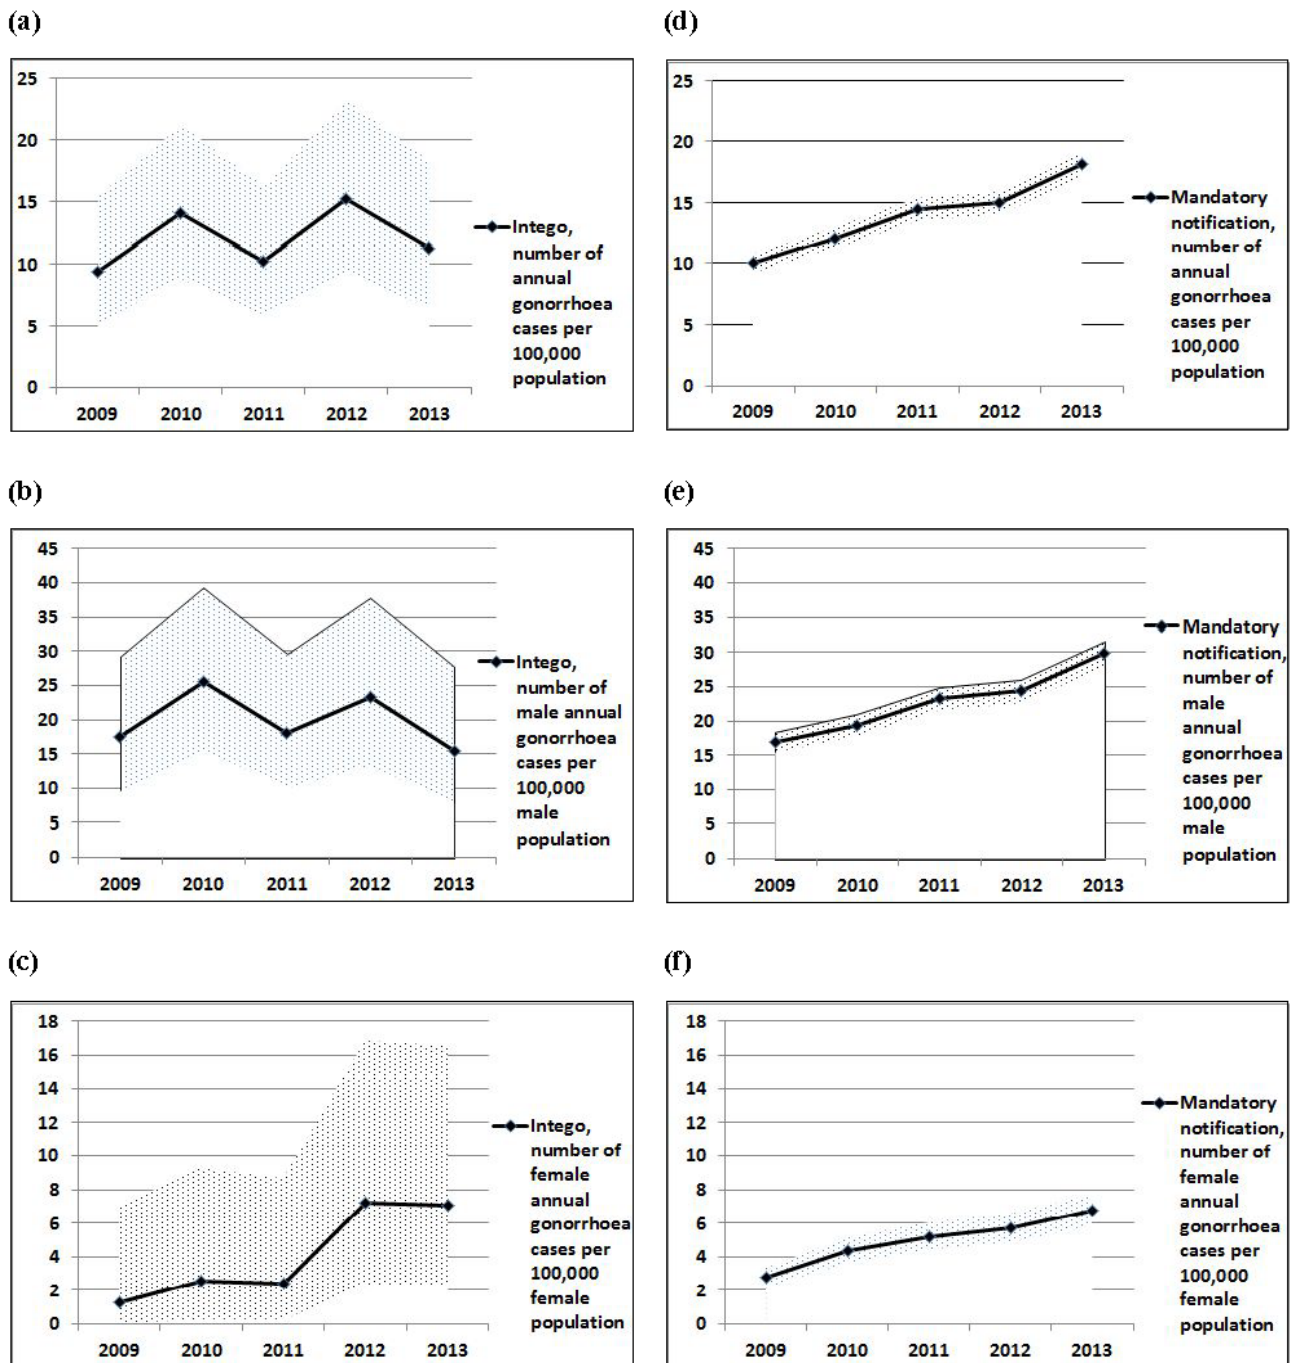 (a)
25
20
15
10
5
0
2009 2010 2011 2012 2013
Intego,
number of
annual
gonorrhoea
cases per
100,000
population
(d)
25
20
15
10
5
0
2009 2010 2011 2012 2013
Mandatory
notification,
number of
annual
gonorrhoea
cases per
100,000
population
(b)
45
40
35
30
25
20
15
10
5
0
2009 2010 2011 2012 2013
Intego,
number of
male annual
gonorrhoea
cases per
100,000
male
population
(e)
45
40
35
30
25
20
15
10
5
0
2009 2010 2011 2012 2013
Mandatory
notification,
number of
male
annual
gonorrhoea
cases per
100,000
male
population
(c)
18
16
14
12
10
8
6
4
2
0
2009 2010 2011 2012 2013
Intego,
number of
female
annual
gonorrhoea
cases per
100,000
female
population
(f)
18
16
14
12
10
8
6
4
2
0
2009 2010 2011 2012 2013
Mandatory
notification,
number of
female
annual
gonorrhoea
cases per
100,000
female
population